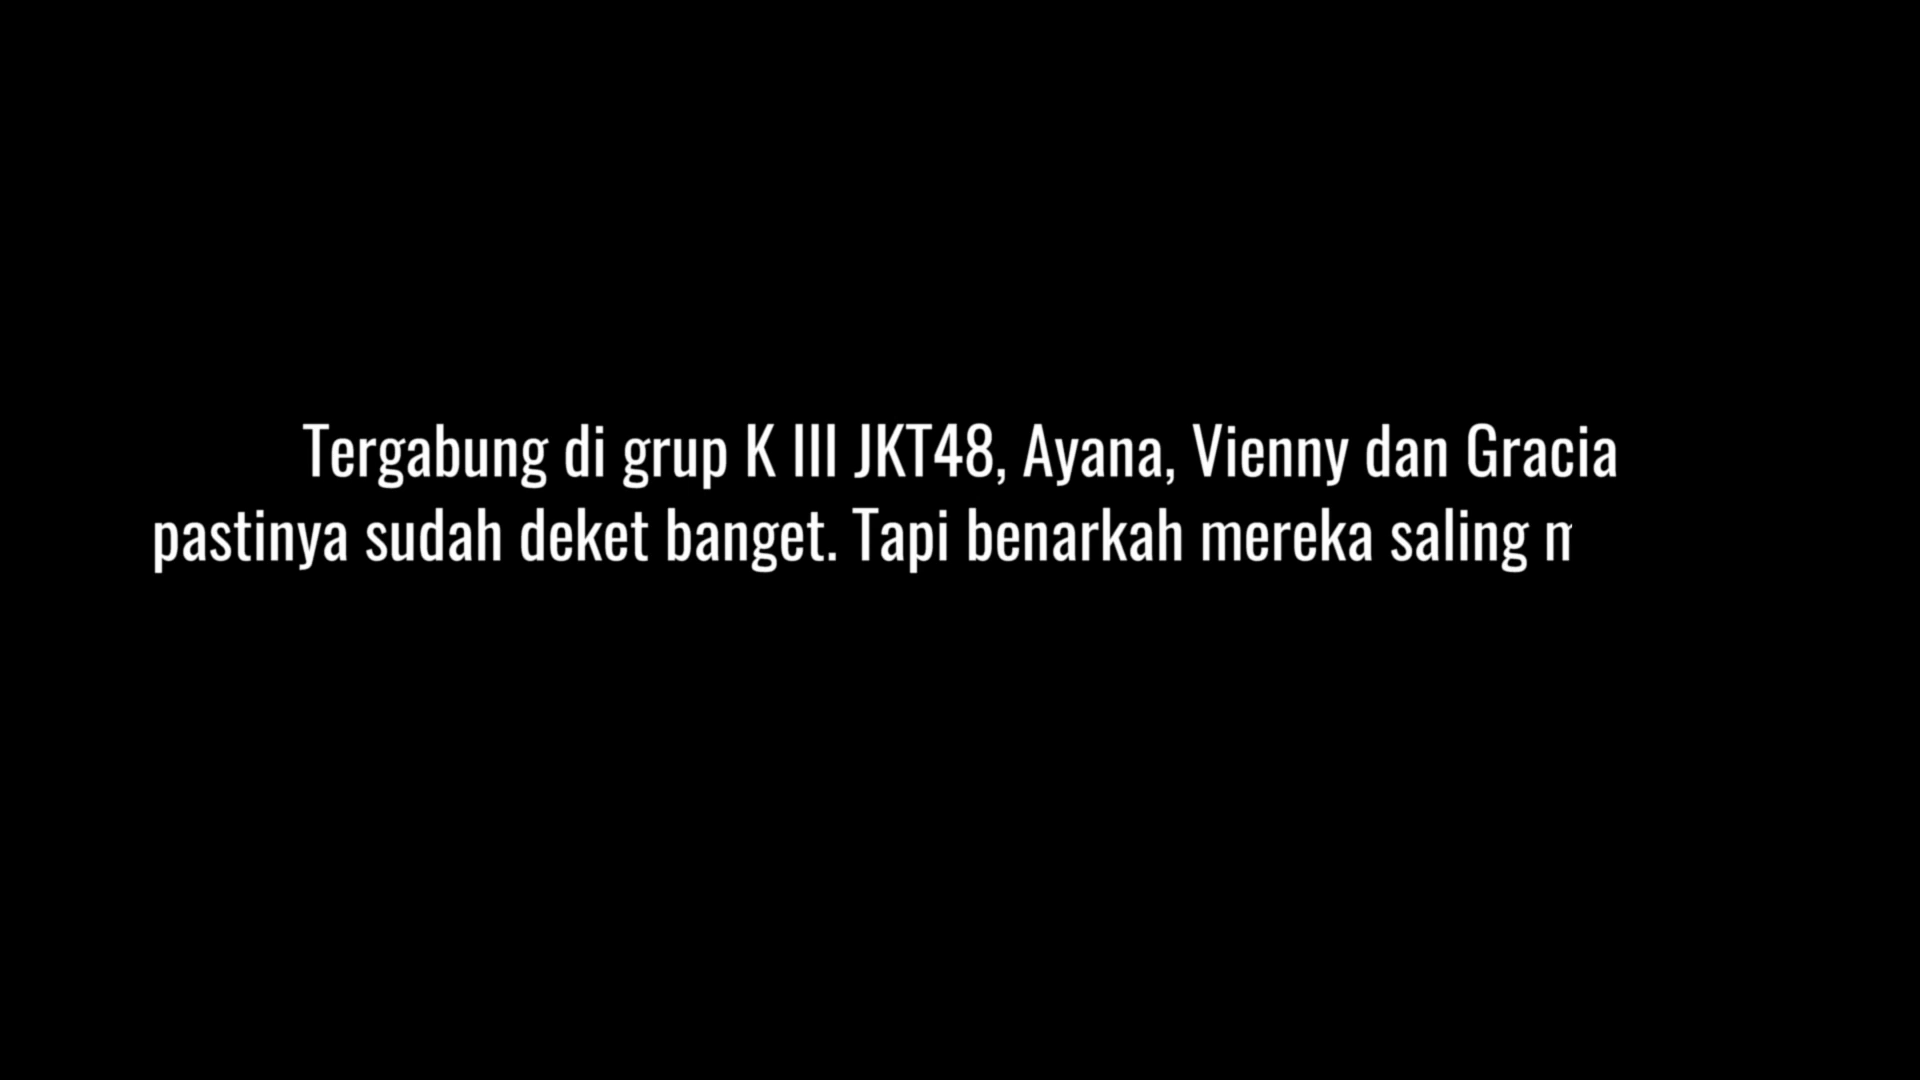 Tergabung di grup K III JKT48, Ayana, Vienny dan Gracia
pastinya sudah deket banget. Tapi benarkah mereka saling